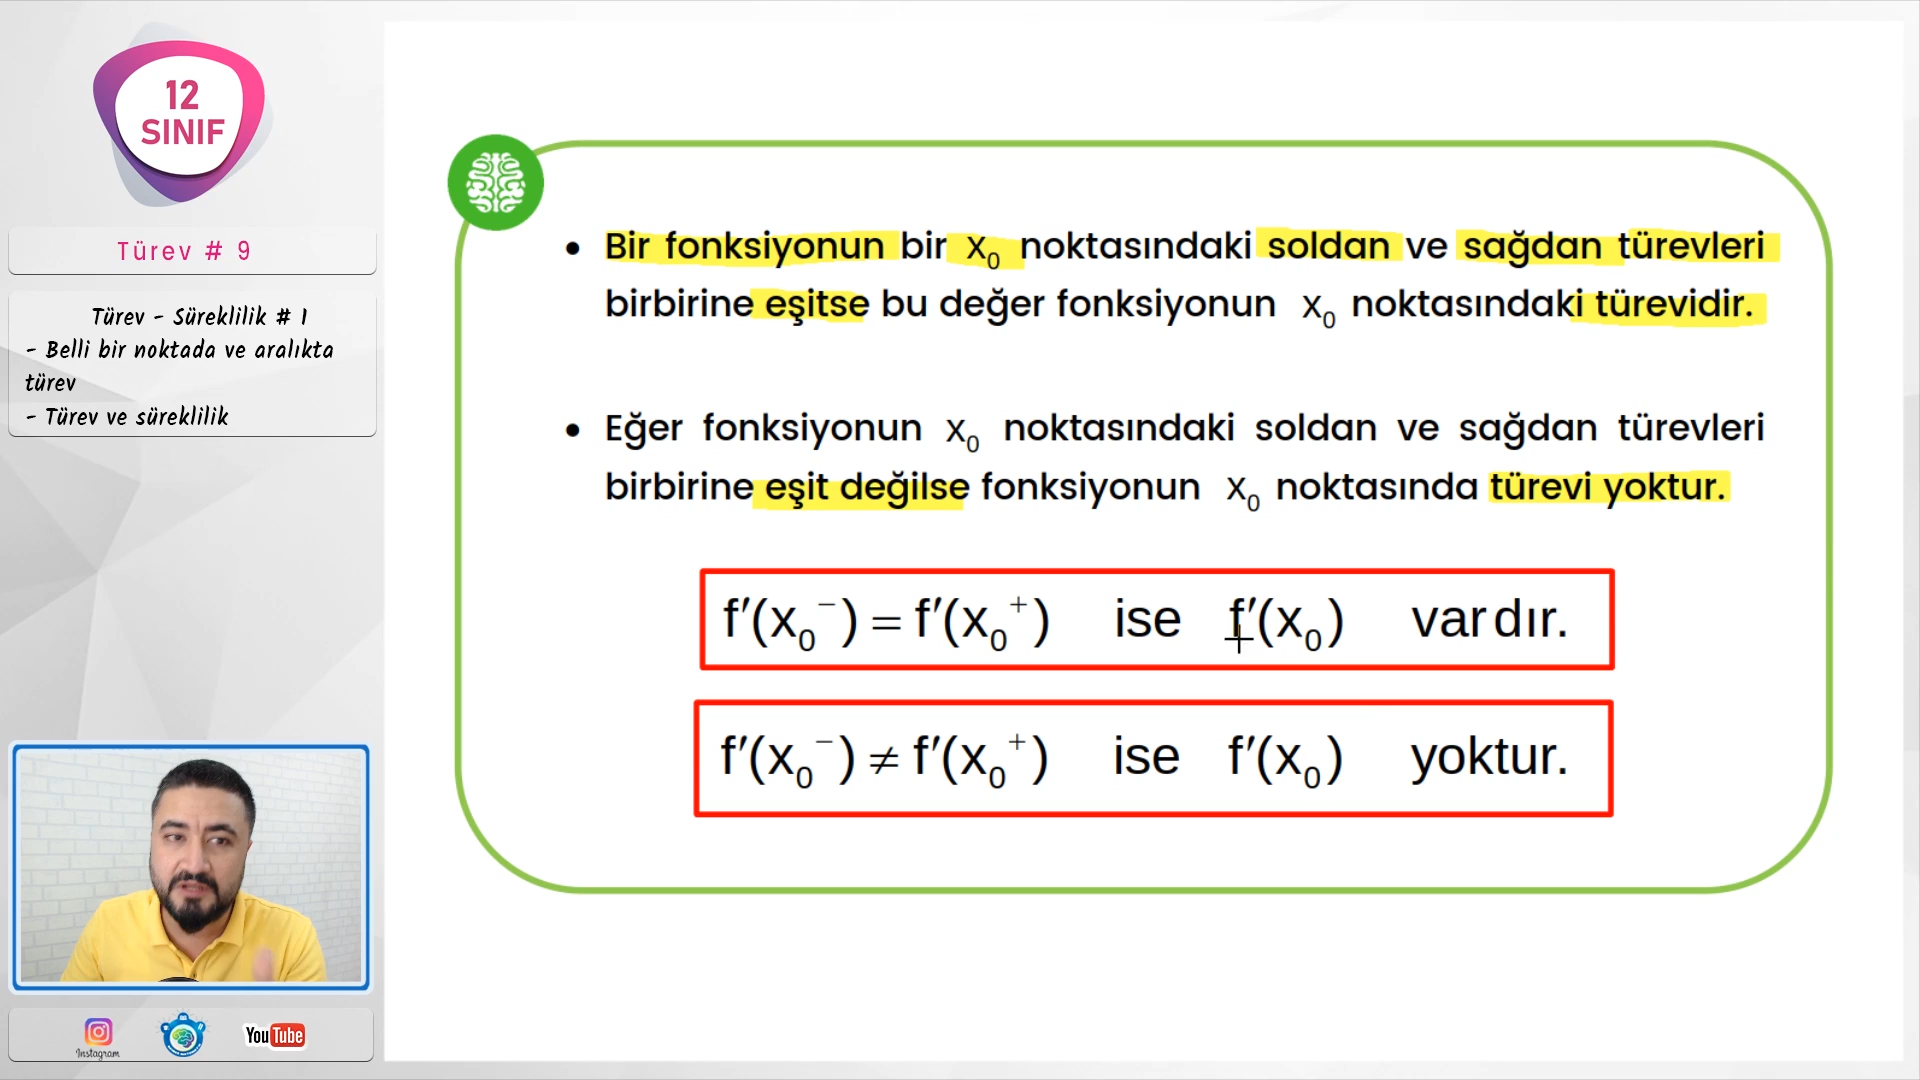 12
SINIF
Türev # 9
Türev - Süreklilik # 1
- Belli bir noktada ve aralıkta
türev
- Türev ve süreklilik
• Bir fonksiyonun bir x₀ noktasındaki soldan ve sağdan türevleri
birbirine eşitse bu değer fonksiyonun x₀ noktasındaki türevidir.
• Eğer fonksiyonun x₀ noktasındaki soldan ve sağdan türevleri
birbirine eşit değilse fonksiyonun x₀ noktasında türevi yoktur.
f′(x₀⁻) = f′(x₀⁺) ise f′(x₀) vardır.
f′(x₀⁻) ≠ f′(x₀⁺) ise f′(x₀) yoktur.
Instagram
YouTube